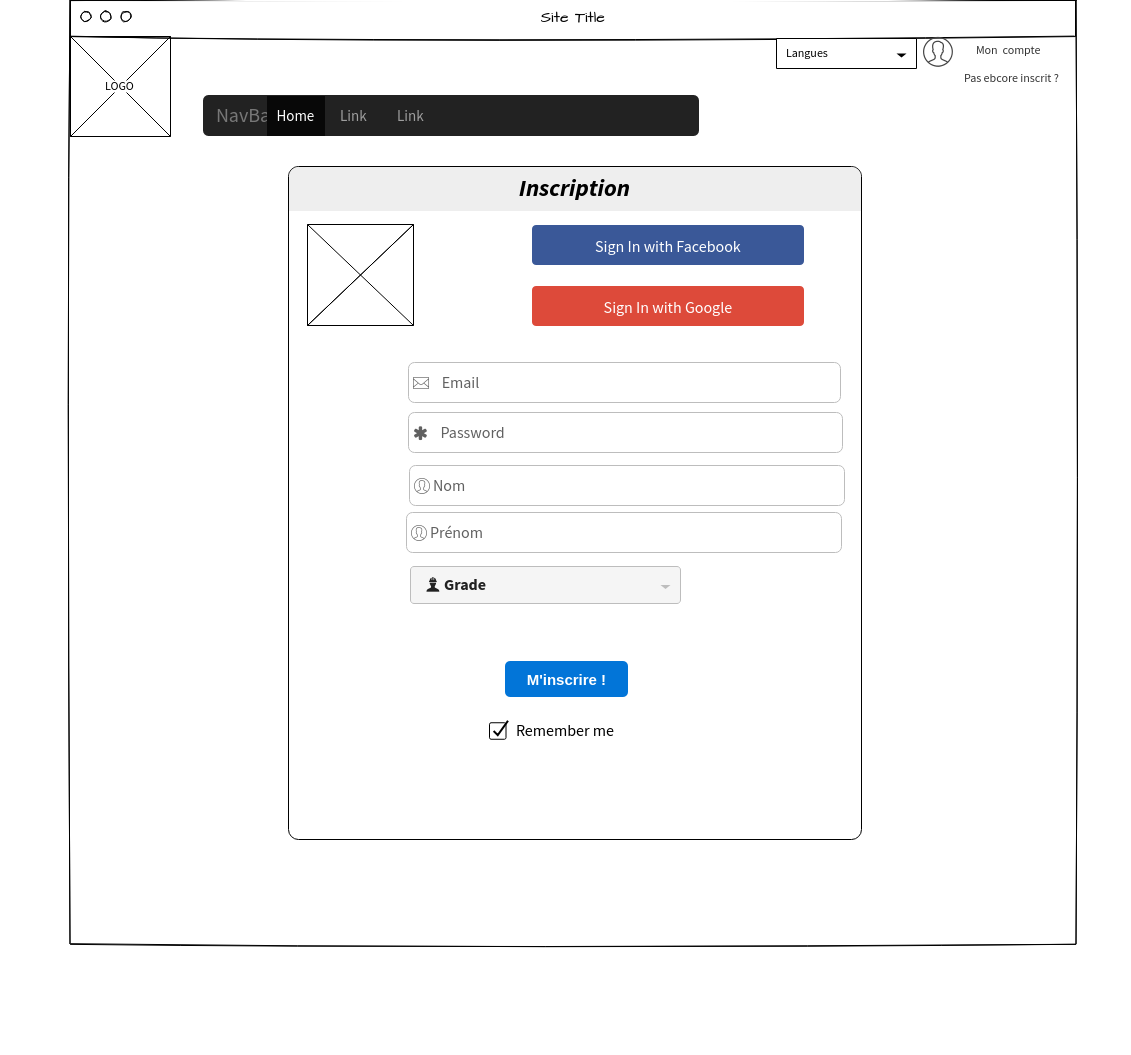 Site Title
Langues
Mon compte
LOGO
Pas ebcore inscrit ?
NavBa Home Link Link
Inscription
Sign In with Facebook
Sign In with Google
Email
Password
Nom
Prénom
Grade
M'inscrire !
Remember me